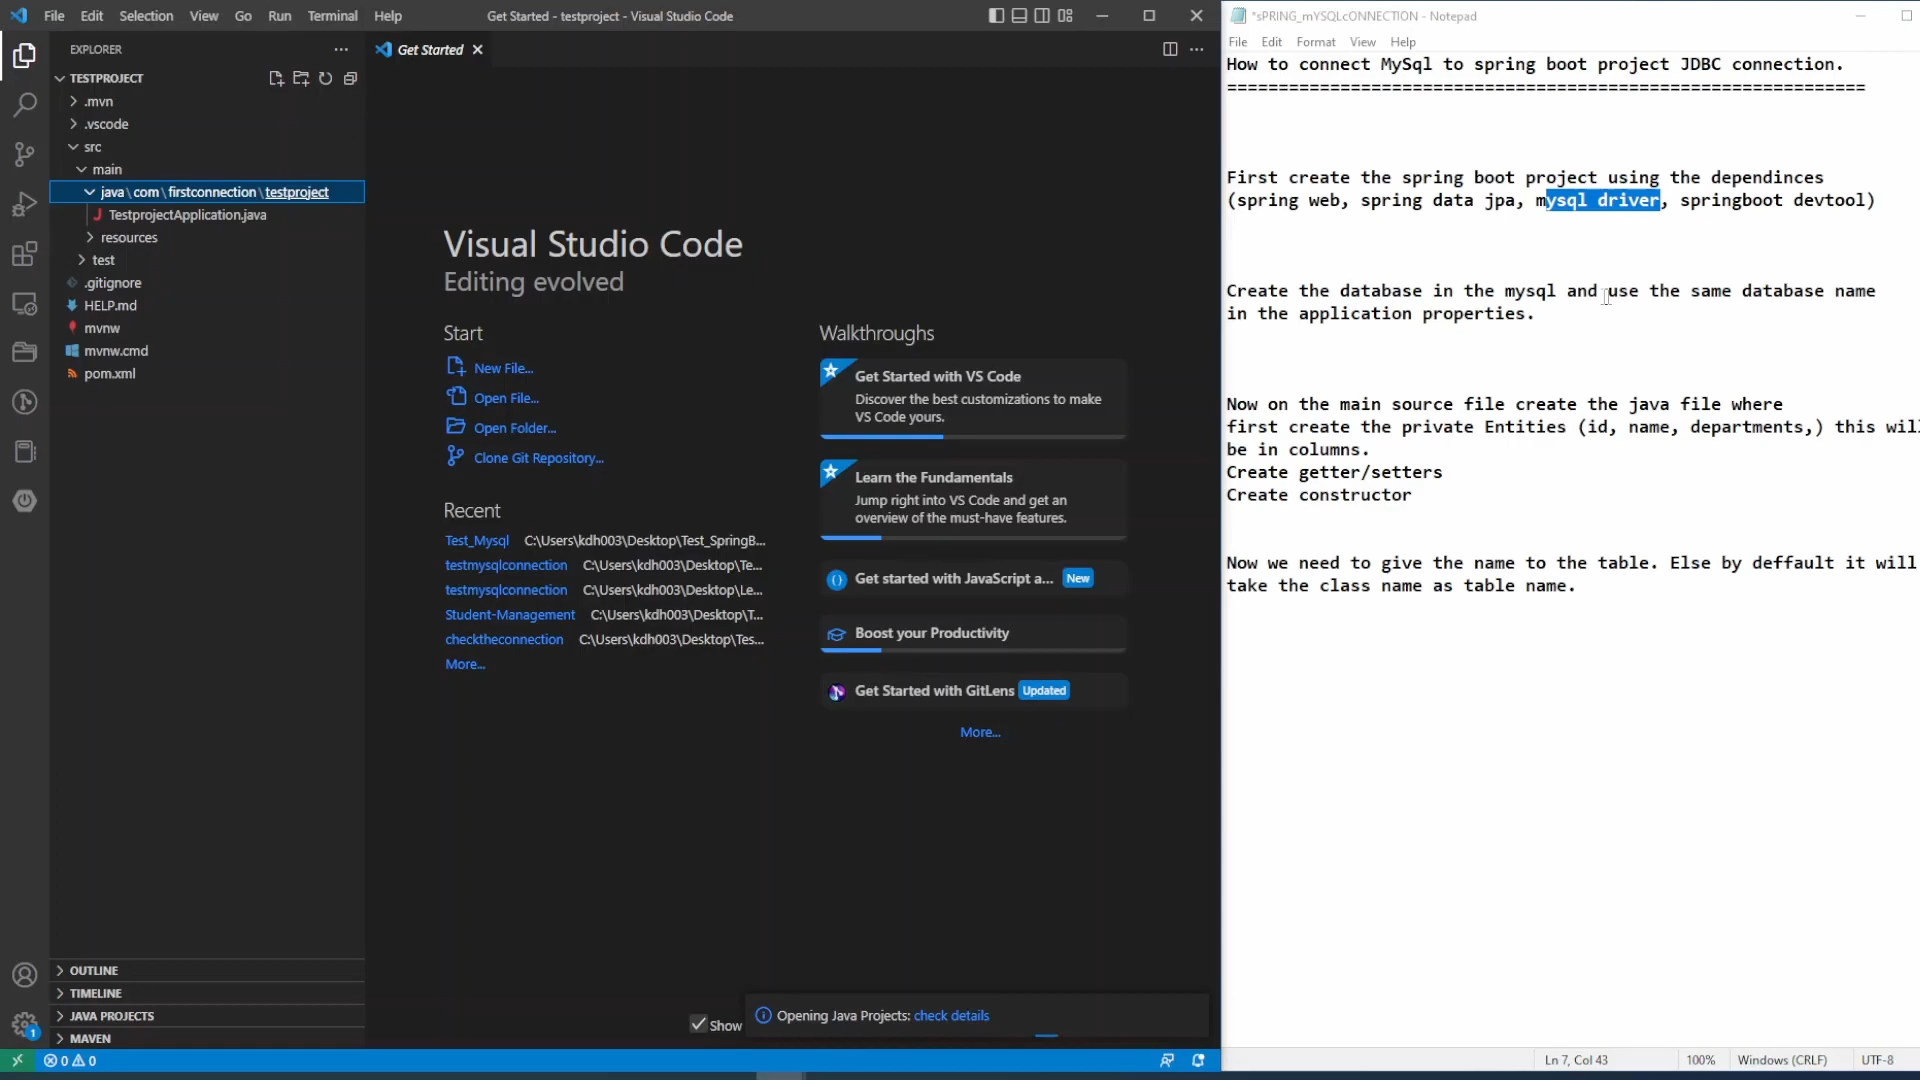 File Edit Selection View Go Run Terminal Help
Get Started - testproject - Visual Studio Code
EXPLORER
TESTPROJECT
.mvn
.vscode
src
main
java\com\firstconnection\testproject
TestprojectApplication.java
resources
test
.gitignore
HELP.md
mvnw
mvnw.cmd
pom.xml
OUTLINE
TIMELINE
JAVA PROJECTS
MAVEN
1
0 0
Get Started
Visual Studio Code
Editing evolved
Start
New File...
Open File...
Open Folder...
Clone Git Repository...
Recent
Test_Mysql C:\Users\kdh003\Desktop\Test_SpringB...
testmysqlconnection C:\Users\kdh003\Desktop\Te...
testmysqlconnection C:\Users\kdh003\Desktop\Le...
Student-Management C:\Users\kdh003\Desktop\T...
checktheconnection C:\Users\kdh003\Desktop\Tes...
More...
Walkthroughs
Get Started with VS Code
Discover the best customizations to make
VS Code yours.
Learn the Fundamentals
Jump right into VS Code and get an
overview of the must-have features.
Get started with JavaScript a... New
Boost your Productivity
Get Started with GitLens Updated
More...
Show
Opening Java Projects: check details
*sPRING_mYSQLcONNECTION - Notepad
File Edit Format View Help
How to connect MySql to spring boot project JDBC connection.
==============================================================
First create the spring boot project using the dependinces
(spring web, spring data jpa, mysql driver, springboot devtool)
Create the database in the mysql and use the same database name
in the application properties.
Now on the main source file create the java file where
first create the private Entities (id, name, departments,) this will
be in columns.
Create getter/setters
Create constructor
Now we need to give the name to the table. Else by deffault it will
take the class name as table name.
Ln 7, Col 43 100% Windows (CRLF) UTF-8